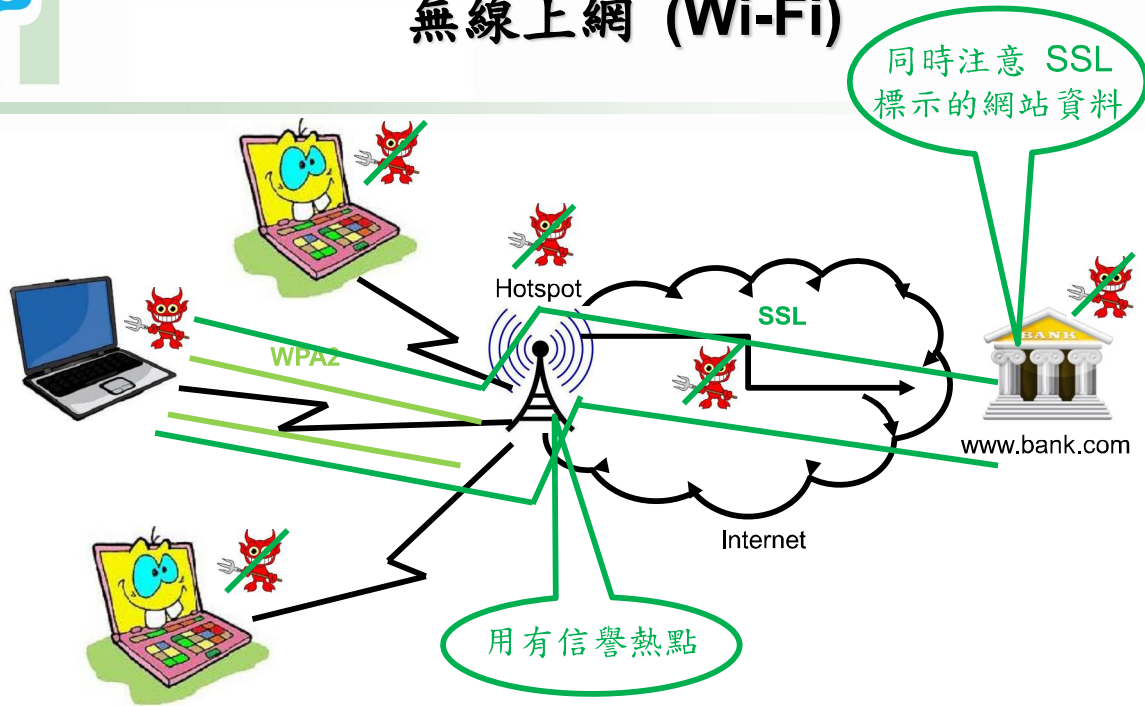 無線上網 (Wi-Fi)
同時注意 SSL
標示的網站資料
Hotspot
SSL
WPA2
BANK
www.bank.com
Internet
用有信譽熱點